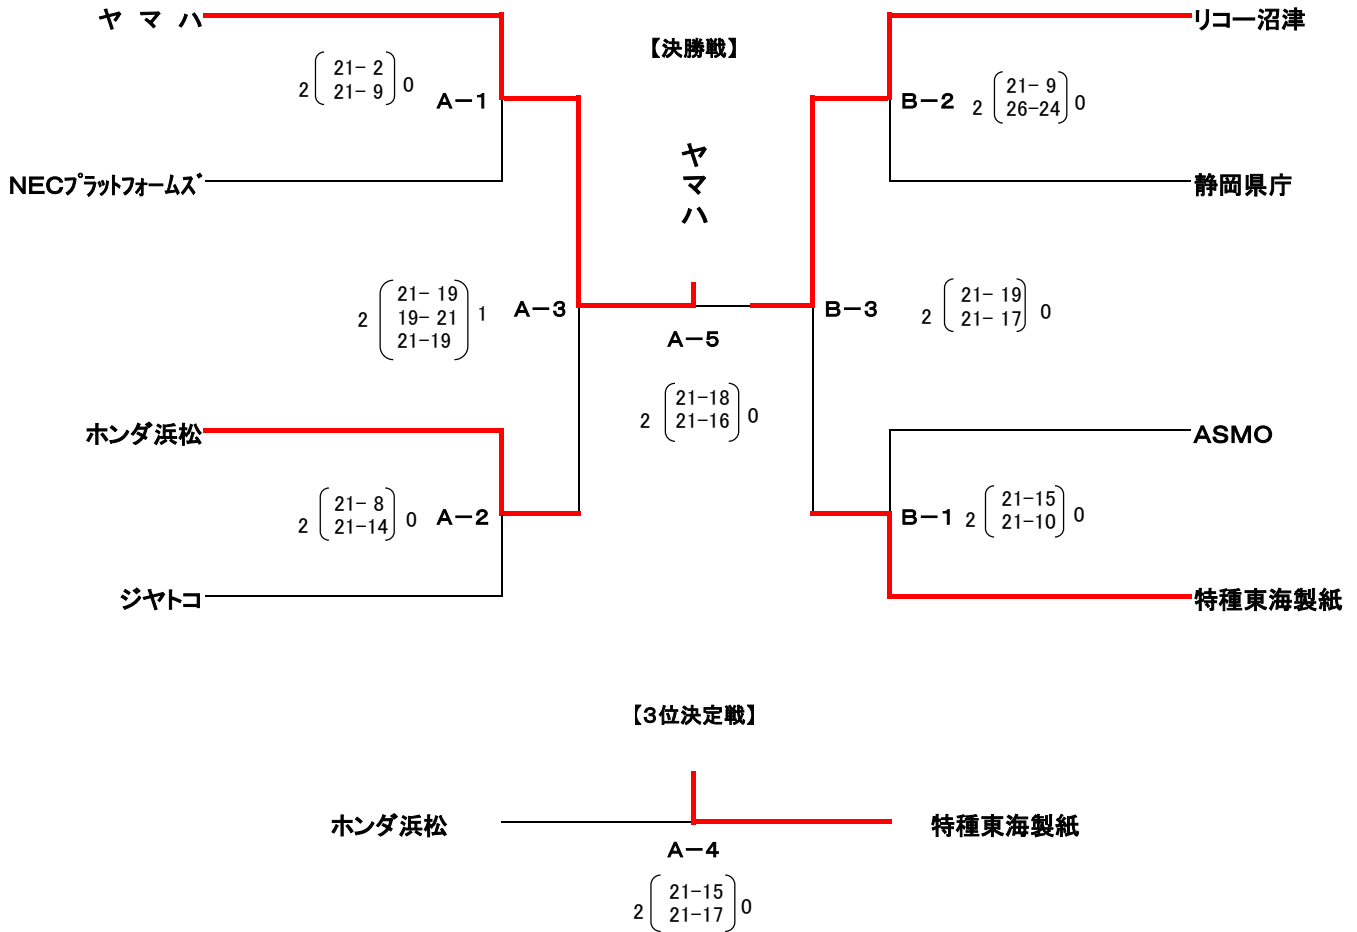 ヤ マ ハ
リコー沼津
【決勝戦】
2 21- 2 0
21- 9
A-1
B-2
2 21- 9 0
26-24
ヤマハ
NECプラットフォームズ
静岡県庁
2 21- 19 1
19- 21
21-19
A-3
B-3
2 21- 19 0
21- 17
A-5
2 21-18 0
21-16
ホンダ浜松
ASMO
2 21- 8 0
21-14
A-2
B-1
2 21-15 0
21-10
ジヤトコ
特種東海製紙
【3位決定戦】
ホンダ浜松
特種東海製紙
A-4
2 21-15 0
21-17